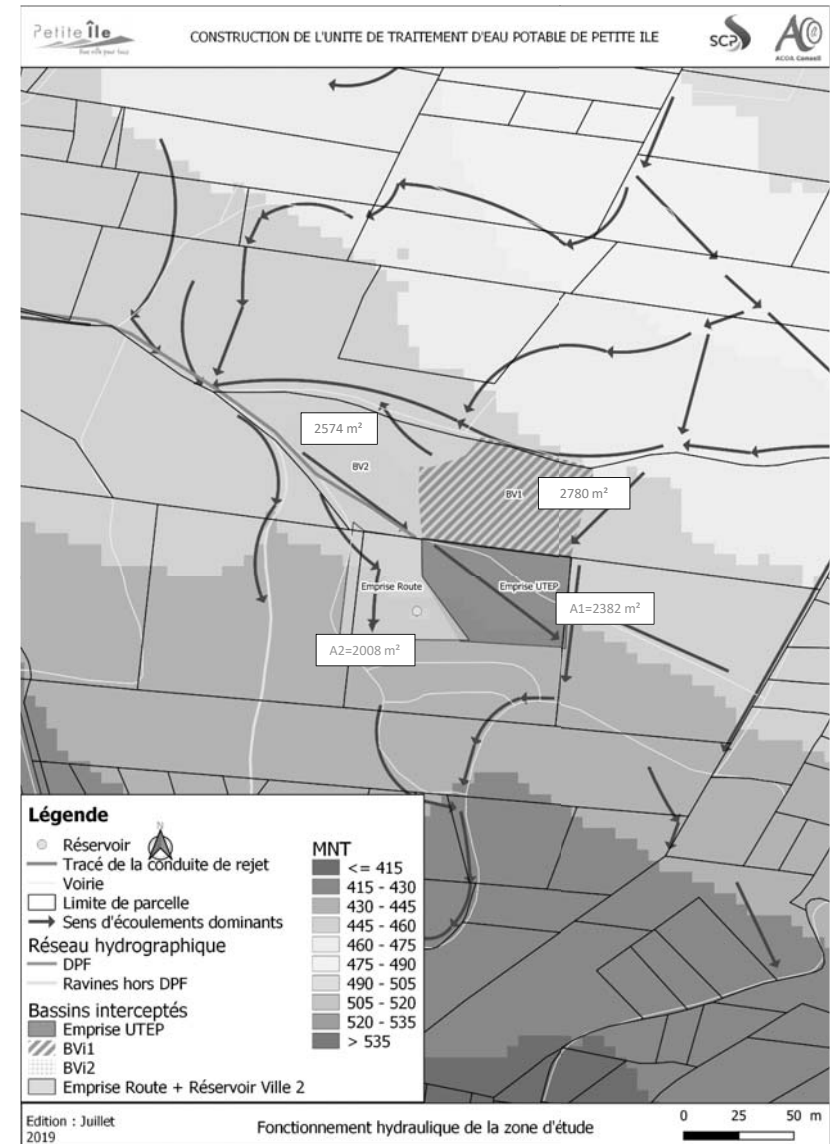 Petite Île
CONSTRUCTION DE L'UNITE DE TRAITEMENT D'EAU POTABLE DE PETITE ILE
SCP
ACOA Conseil
2574 m²
BV2
BV1
2780 m²
Emprise Route
Emprise UTEP
A1=2382 m²
A2=2008 m²
Légende
N
Réservoir
Tracé de la conduite de rejet
Voirie
Limite de parcelle
Sens d'écoulements dominants
Réseau hydrographique
DPF
Ravines hors DPF
Bassins interceptés
Emprise UTEP
BVi1
BVi2
Emprise Route + Réservoir Ville 2
MNT
<= 415
415 - 430
430 - 445
445 - 460
460 - 475
475 - 490
490 - 505
505 - 520
520 - 535
> 535
Edition : Juillet
2019
Fonctionnement hydraulique de la zone d'étude
0 25 50 m